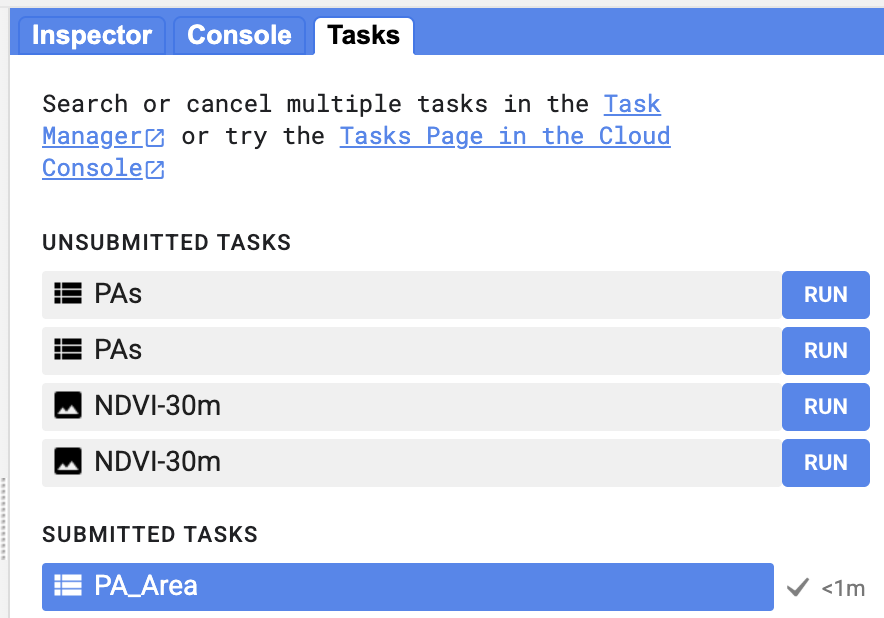 Inspector Console Tasks
Search or cancel multiple tasks in the Task
Manager or try the Tasks Page in the Cloud
Console
UNSUBMITTED TASKS
PAs RUN
PAs RUN
NDVI-30m RUN
NDVI-30m RUN
SUBMITTED TASKS
PA_Area <1m